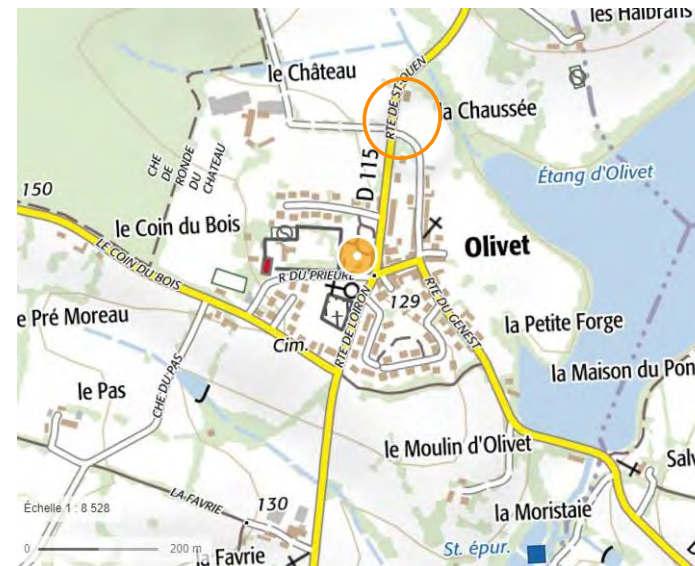 les Halbrans
le Château
RTE DE ST-OUEN
la Chaussée
CHE
DE
RONDE
DU
CHATEAU
D 115
Étang d'Olivet
150
le Coin du Bois
LE COIN DU BOIS
Olivet
R DU PRIEURÉ
129
RTE DE LOIRON
RTE DU GENEST
e Pré Moreau
Cim.
la Petite Forge
la Maison du Pon
CHE DU PAS
le Pas
le Moulin d'Olivet
Salv
LA FAVRIE
130
la Moristaie
Échelle 1 : 8 528
0
200 m
la Favrie
St. épur.